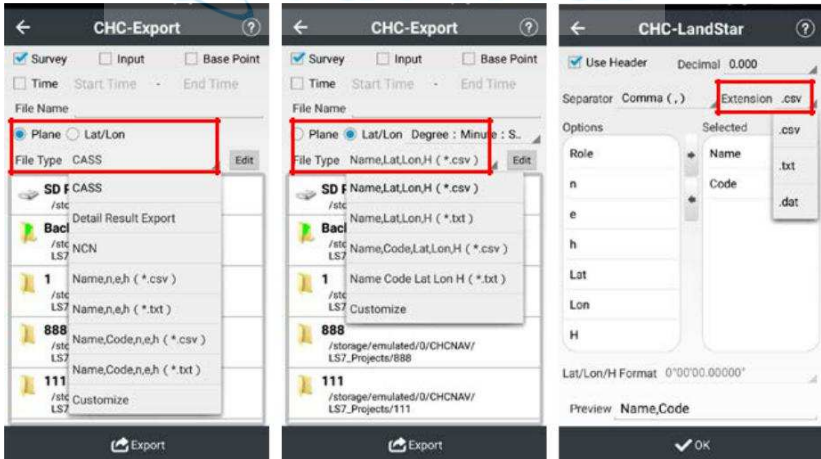 CHC-Export
Survey Input Base Point
Time Start Time - End Time
File Name
Plane Lat/Lon
File Type CASS Edit
CASS
Detail Result Export
NCN
Name,n,e,h ( *.csv )
Name,n,e,h ( *.txt )
Name,Code,n,e,h ( *.csv )
Name,Code,n,e,h ( *.txt )
Customize
1
888
111
Export
CHC-Export
Survey Input Base Point
Time Start Time - End Time
File Name
Plane Lat/Lon Degree : Minute : S..
File Type Name,Lat,Lon,H ( *.csv ) Edit
Name,Lat,Lon,H ( *.csv )
Name,Lat,Lon,H ( *.txt )
Name,Code,Lat,Lon,H ( *.csv )
Name Code Lat Lon H ( *.txt )
Customize
1
888
/storage/emulated/0/CHCNAV/
LS7_Projects/888
111
/storage/emulated/0/CHCNAV/
LS7_Projects/111
Export
CHC-LandStar
Use Header Decimal 0.000
Separator Comma (,) Extension .csv
Options Selected
.csv
.txt
.dat
Role
n
e
h
Lat
Lon
H
Name
Code
Lat/Lon/H Format 0°00'00.00000"
Preview Name,Code
OK